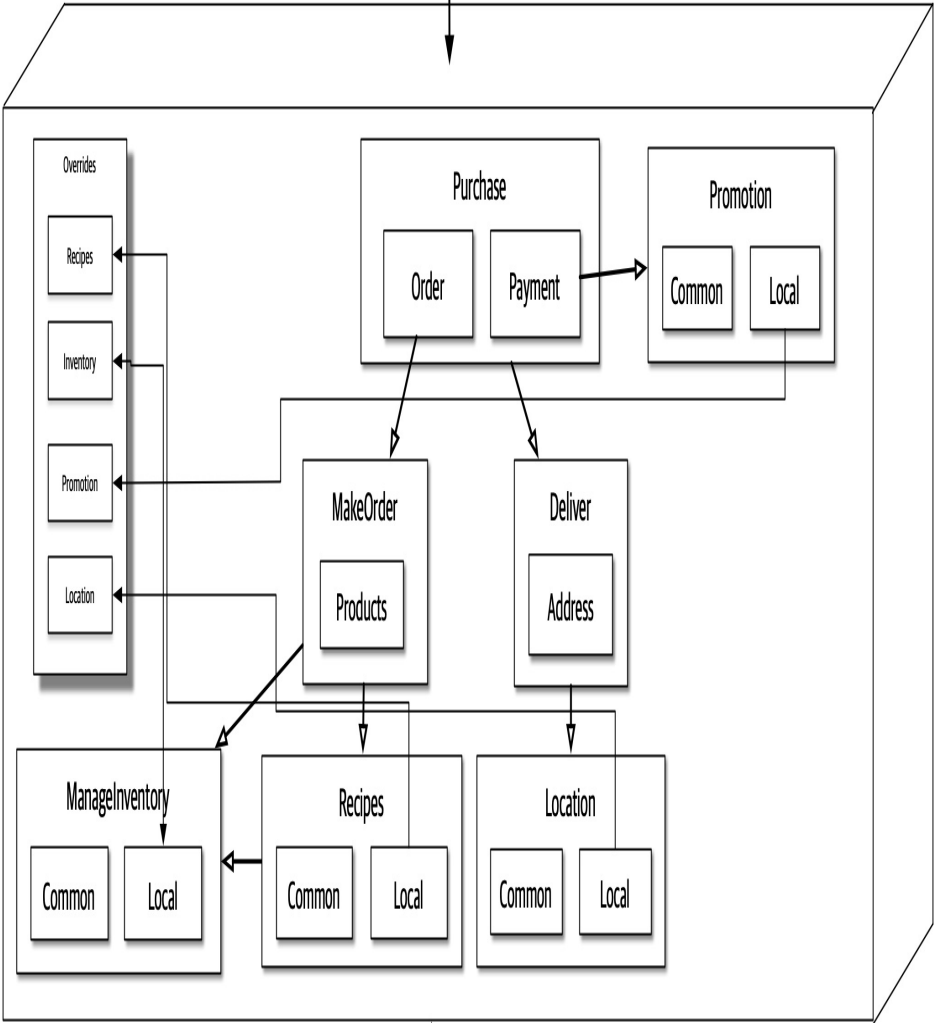 Overrides
Recipes
Inventory
Promotion
Location
Purchase
Order
Payment
Promotion
Common
Local
MakeOrder
Products
Deliver
Address
ManageInventory
Common
Local
Recipes
Common
Local
Location
Common
Local